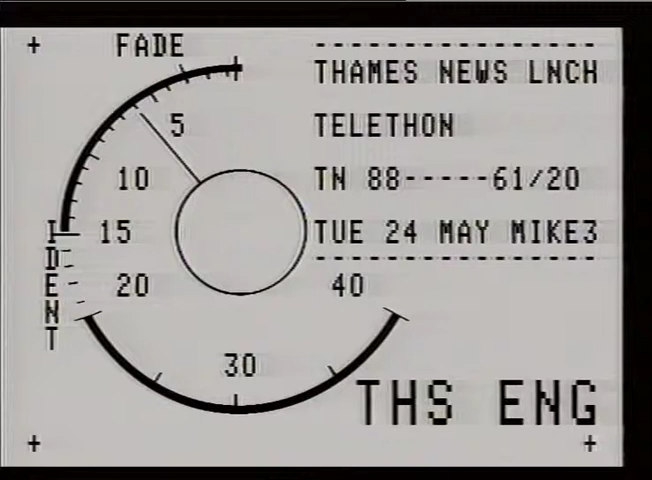 FADE
THAMES NEWS LNCH
TELETHON
5
TN 88-----61/20
10
TUE 24 MAY MIKE3
15
IDENT
20
40
30
THS ENG